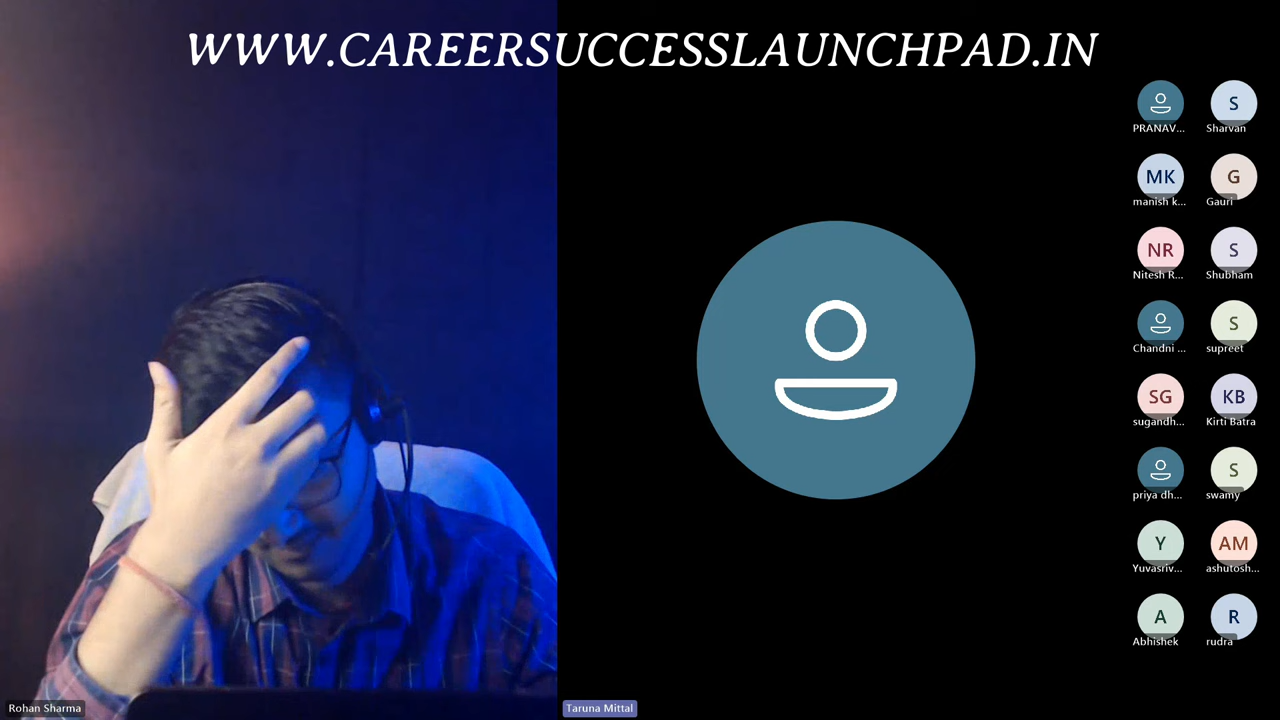 WWW.CAREERSUCCESSLAUNCHPAD.IN
PRANAV...
Sharvan
S
MK
manish k...
G
Gauri
NR
Nitesh R...
S
Shubham
Chandni ...
S
supreet
SG
sugandh...
KB
Kirti Batra
priya dh...
S
swamy
Y
Yuvasriv...
AM
ashutosh...
A
Abhishek
R
rudra
Rohan Sharma
Taruna Mittal